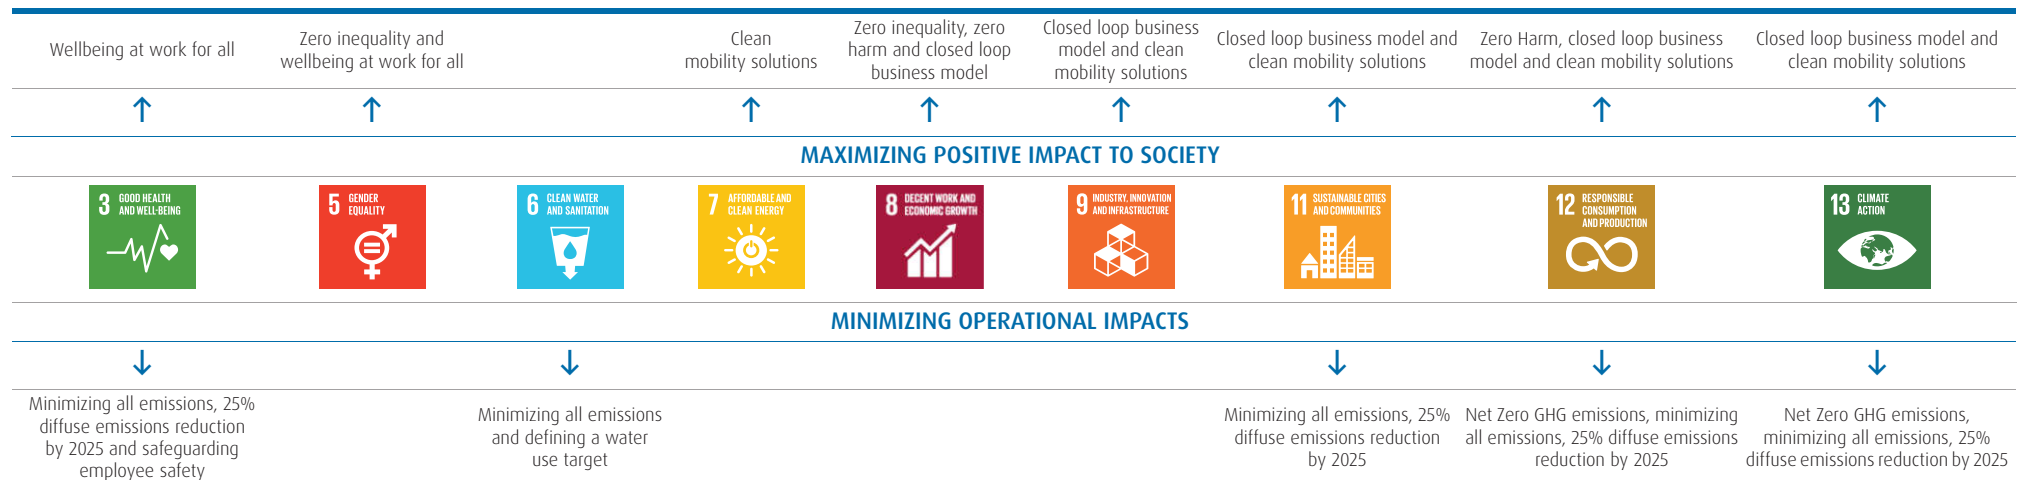 Wellbeing at work for all
Zero inequality and
wellbeing at work for all
Clean
mobility solutions
Zero inequality, zero
harm and closed loop
business model
Closed loop business
model and clean
mobility solutions
Closed loop business model and
clean mobility solutions
Zero Harm, closed loop business
model and clean mobility solutions
Closed loop business model and
clean mobility solutions
MAXIMIZING POSITIVE IMPACT TO SOCIETY
3 GOOD HEALTH
AND WELL-BEING
5 GENDER
EQUALITY
6 CLEAN WATER
AND SANITATION
7 AFFORDABLE AND
CLEAN ENERGY
8 DECENT WORK AND
ECONOMIC GROWTH
9 INDUSTRY, INNOVATION
AND INFRASTRUCTURE
11 SUSTAINABLE CITIES
AND COMMUNITIES
12 RESPONSIBLE
CONSUMPTION
AND PRODUCTION
13 CLIMATE
ACTION
MINIMIZING OPERATIONAL IMPACTS
Minimizing all emissions, 25%
diffuse emissions reduction
by 2025 and safeguarding
employee safety
Minimizing all emissions
and defining a water
use target
Minimizing all emissions, 25%
diffuse emissions reduction
by 2025
Net Zero GHG emissions, minimizing
all emissions, 25% diffuse emissions
reduction by 2025
Net Zero GHG emissions,
minimizing all emissions, 25%
diffuse emissions reduction by 2025